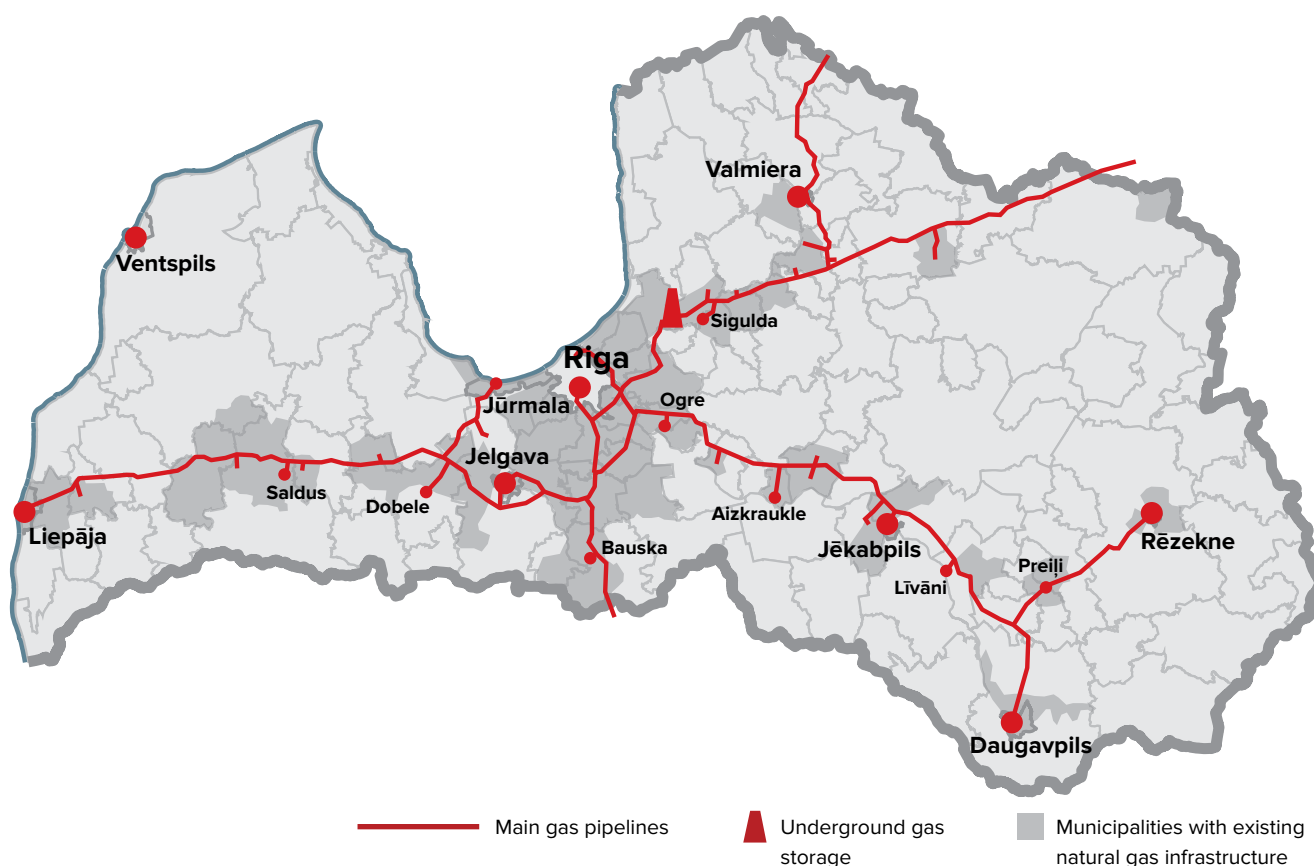 Valmiera
Ventspils
Sigulda
Riga
Ogre
Jūrmala
Jelgava
Saldus
Dobele
Aizkraukle
Liepāja
Rēzekne
Jēkabpils
Bauska
Preiļi
Līvāni
Daugavpils
Main gas pipelines
Underground gas
storage
Municipalities with existing
natural gas infrastructure